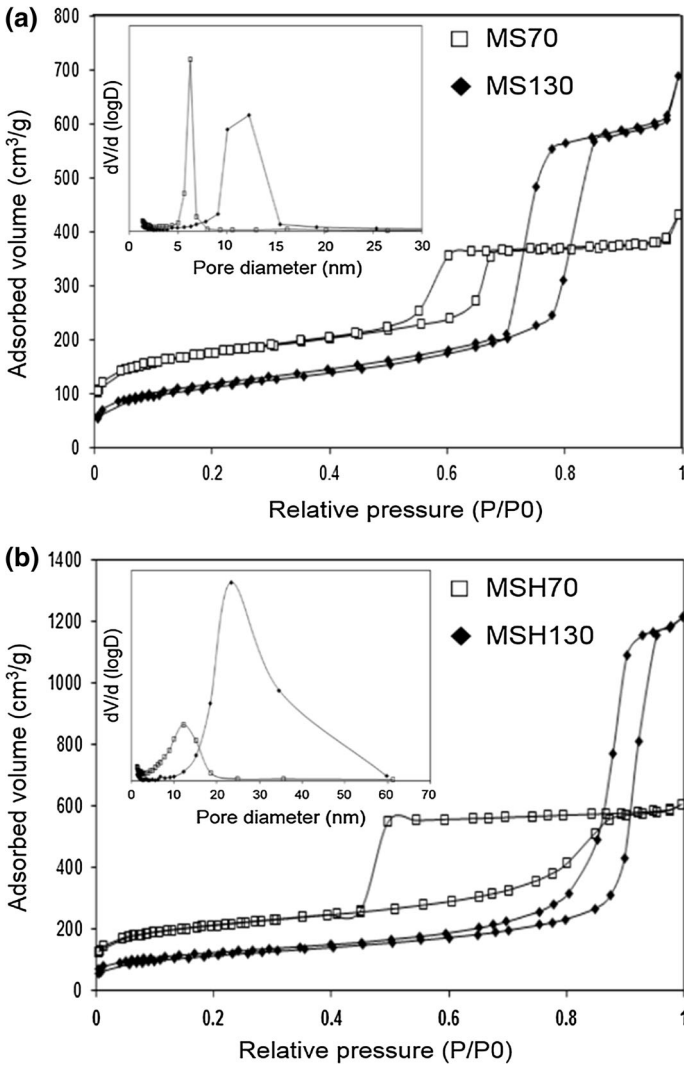 (a)
800
700
600
500
400
300
200
100
0
Adsorbed volume (cm³/g)
0 0.2 0.4 0.6 0.8 1
Relative pressure (P/P0)
MS70
MS130
dV/d (logD)
0 5 10 15 20 25 30
Pore diameter (nm)
(b)
1400
1200
1000
800
600
400
200
0
Adsorbed volume (cm³/g)
0 0.2 0.4 0.6 0.8 1
Relative pressure (P/P0)
MSH70
MSH130
dV/d (logD)
0 10 20 30 40 50 60 70
Pore diameter (nm)